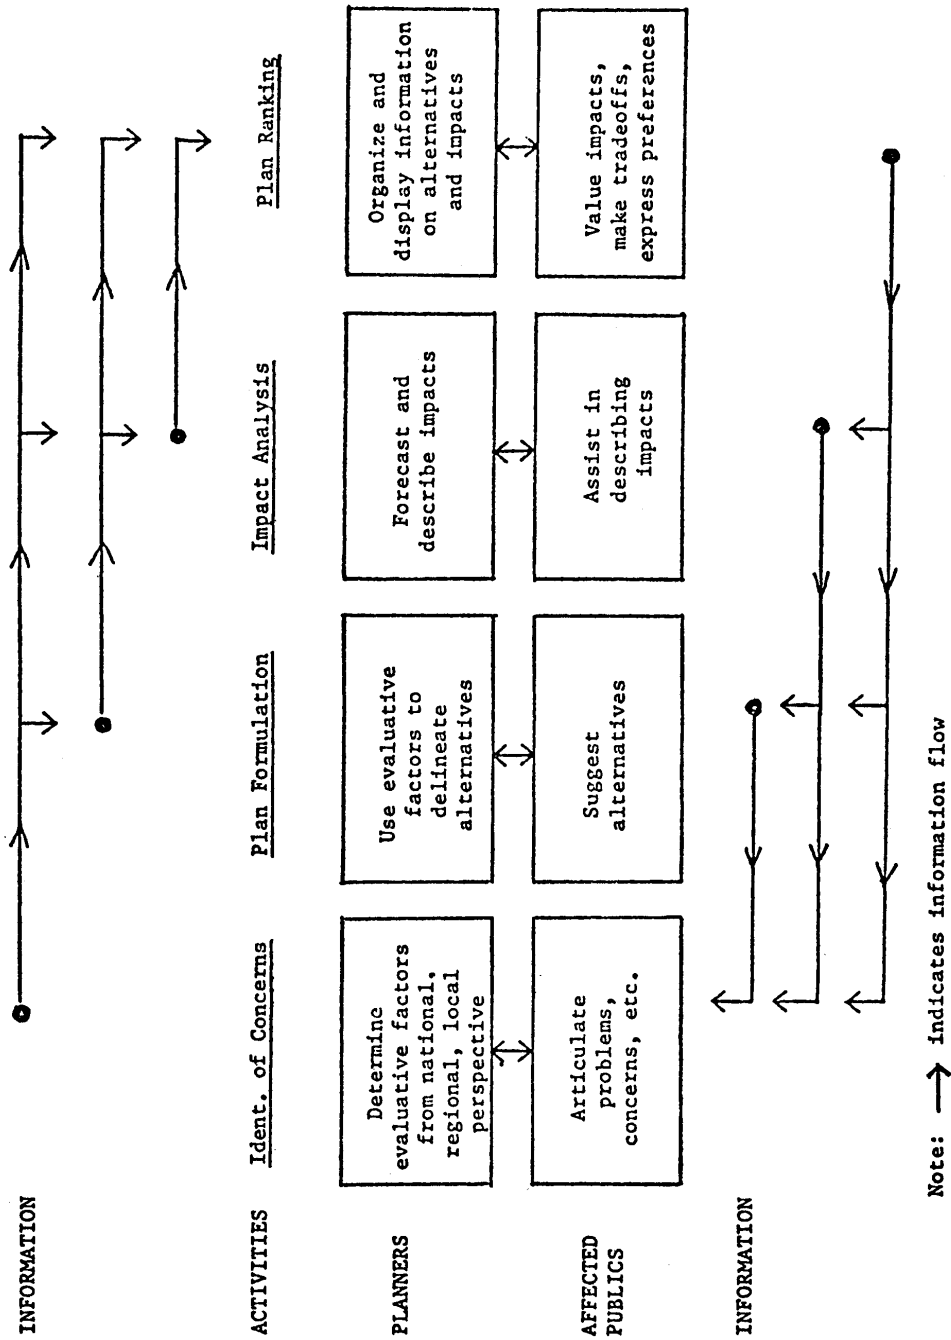 INFORMATION
ACTIVITIES
Ident. of Concerns
Plan Formulation
Impact Analysis
Plan Ranking
PLANNERS
Determine
evaluative factors
from national,
regional, local
perspective
Use evaluative
factors to
delineate
alternatives
Forecast and
describe impacts
Organize and
display information
on alternatives
and impacts
AFFECTED
PUBLICS
Articulate
problems,
concerns, etc.
Suggest
alternatives
Assist in
describing
impacts
Value impacts,
make tradeoffs,
express preferences
INFORMATION
Note: → indicates information flow